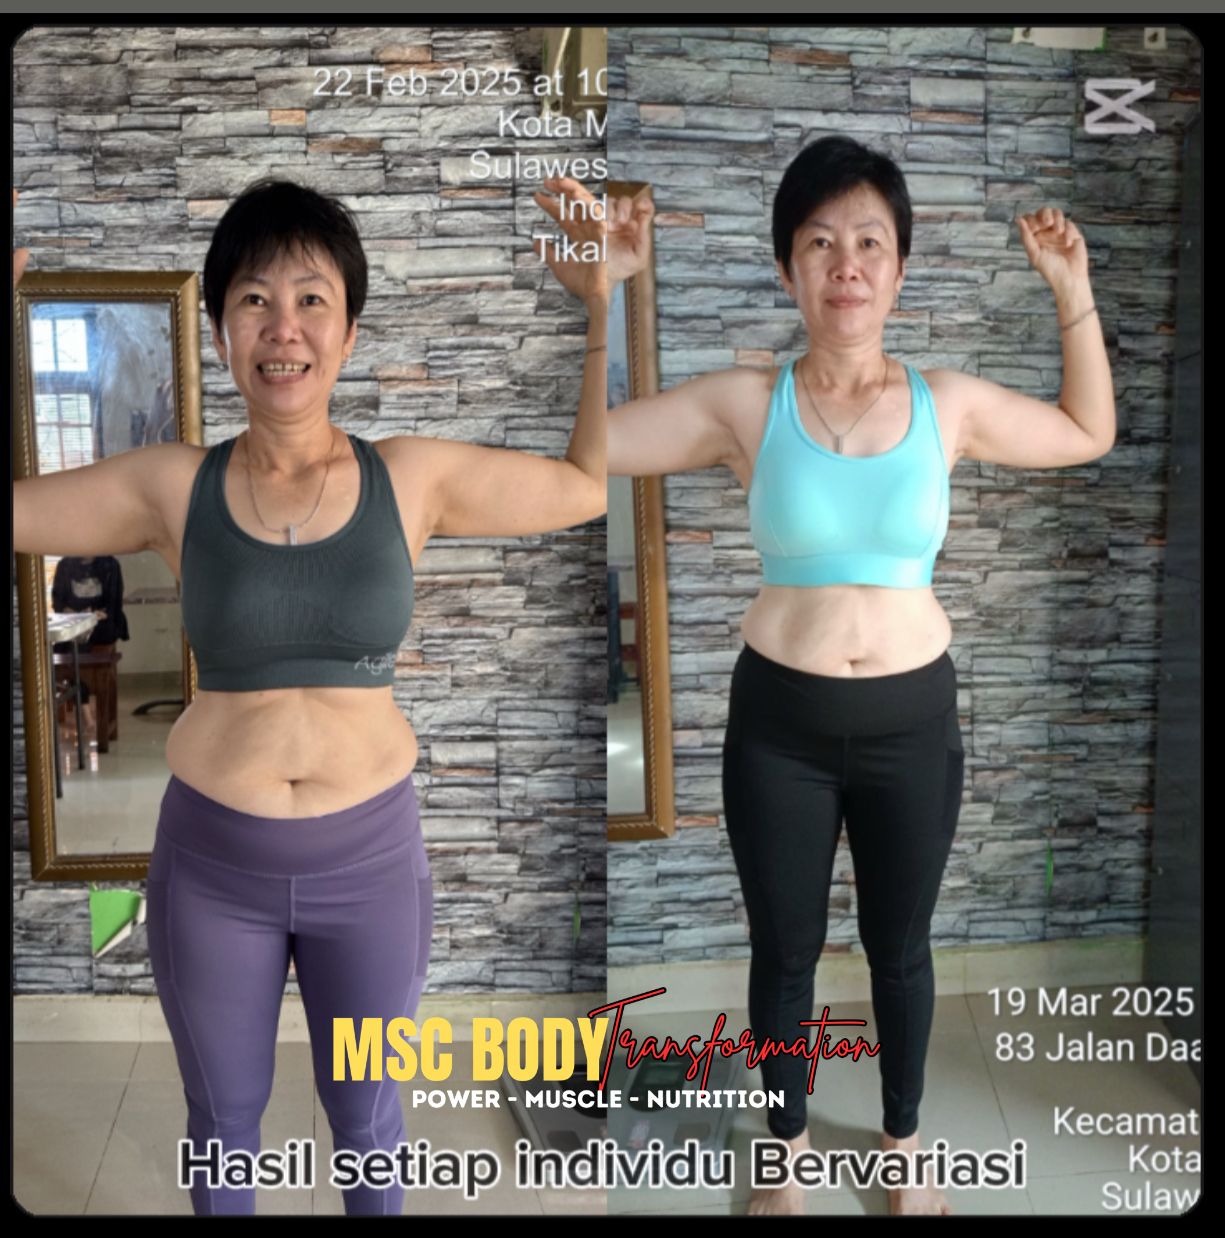 22 Feb 2025 at 10
Kota M
Sulawes
Ind
Tikal
MSC BODY Transformation
POWER - MUSCLE - NUTRITION
19 Mar 2025
83 Jalan Daa
Kecamat
Kota
Sulaw
Hasil setiap individu Bervariasi